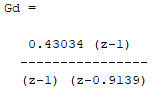 Gd =
0.43034 (z-1)
----------------
(z-1) (z-0.9139)